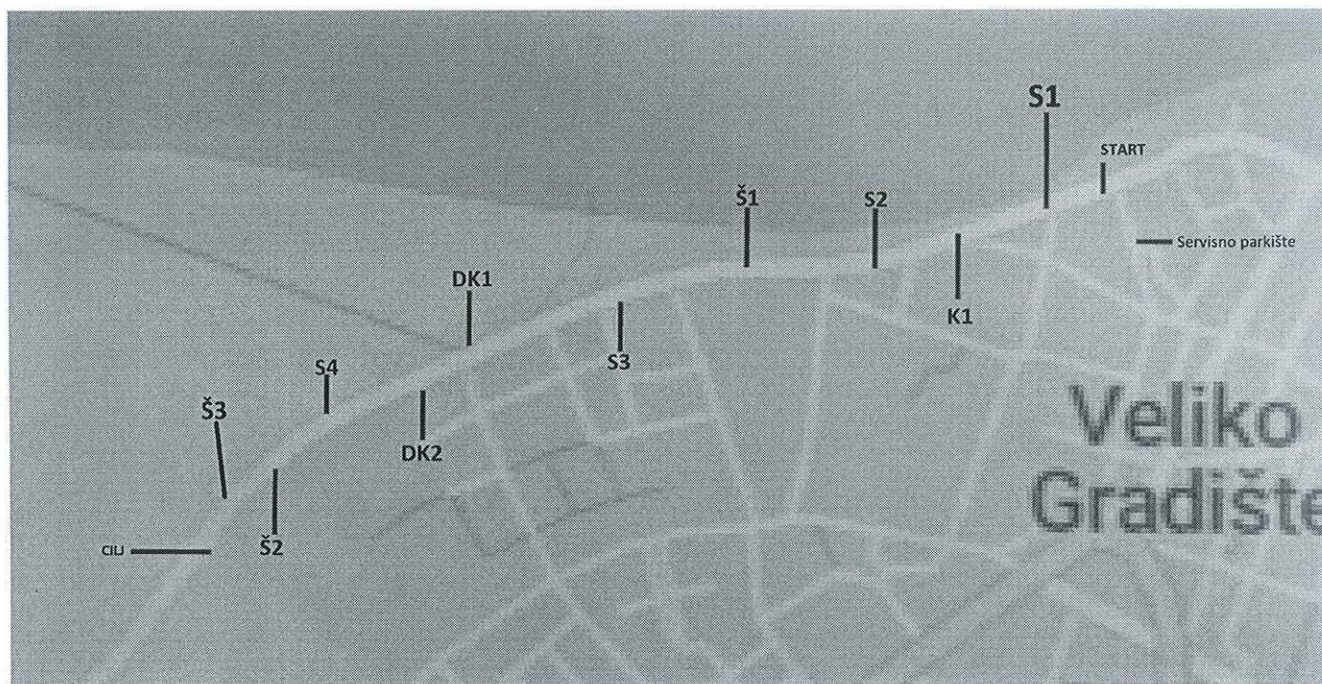 S1
START
Š1
S2
Servisno parkište
DK1
K1
S3
S4
Š3
DK2
Š2
CILJ
Veliko
Gradište